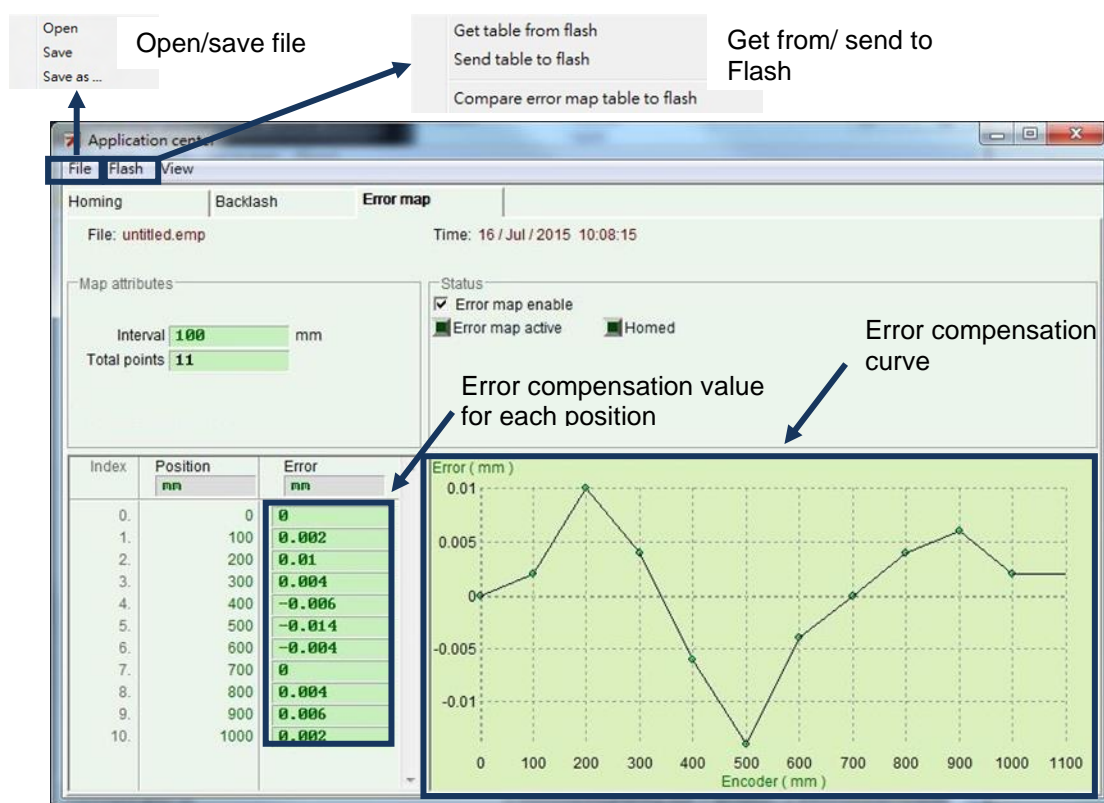 Open
Save
Save as ...
Open/save file
Get table from flash
Send table to flash
Compare error map table to flash
Get from/ send to
Flash
Application center
File Flash View
Homing Backlash Error map
File: untitled.emp Time: 16 / Jul / 2015 10:08:15
Map attributes
Interval 100 mm
Total points 11
Status
Error map enable
Error map active Homed
Error compensation
curve
Error compensation value
for each position
Index Position Error
mm mm
0. 0 0
1. 100 0.002
2. 200 0.01
3. 300 0.004
4. 400 -0.006
5. 500 -0.014
6. 600 -0.004
7. 700 0
8. 800 0.004
9. 900 0.006
10. 1000 0.002
Error ( mm )
0.01
0.005
0
-0.005
-0.01
0 100 200 300 400 500 600 700 800 900 1000 1100
Encoder ( mm )